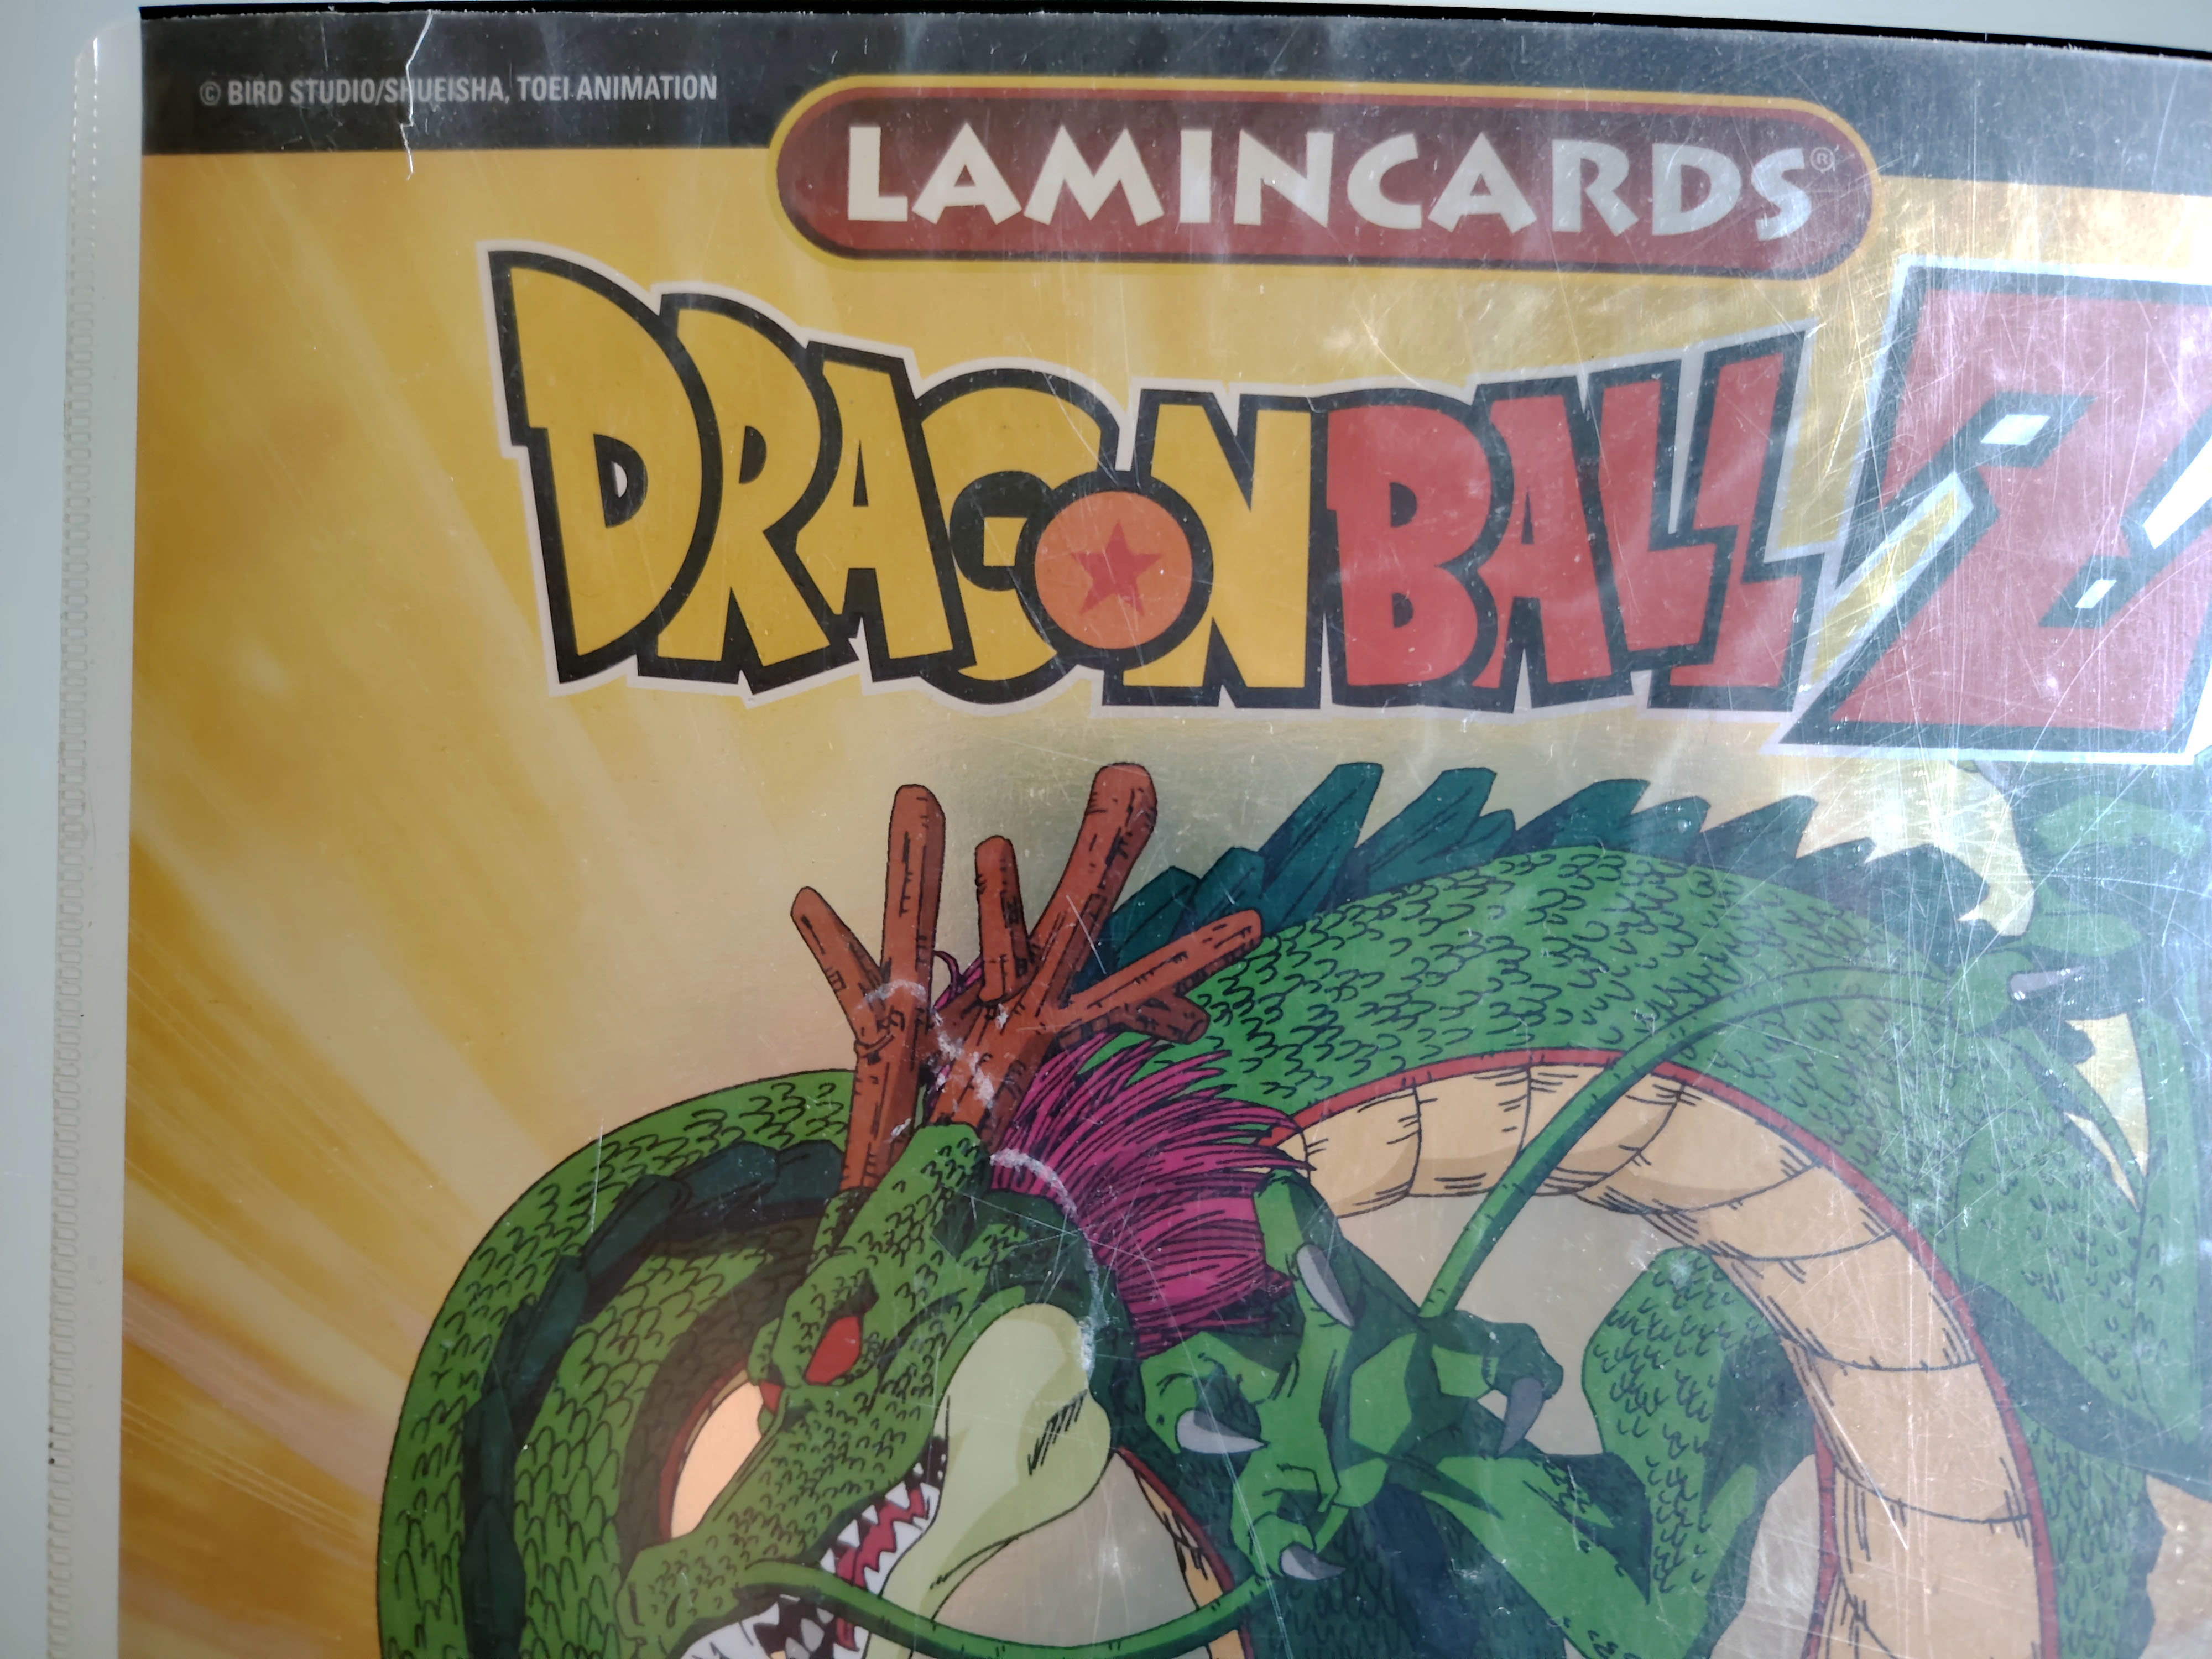 © BIRD STUDIO/SHUEISHA, TOEI ANIMATION
LAMINCARDS®
DRAGONBALL Z